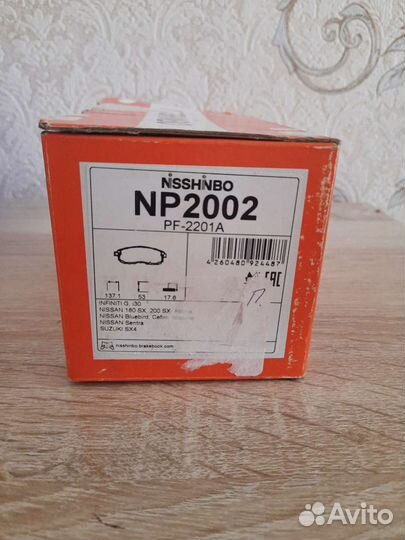 NISSHINBO
NP2002
PF-2201A
4 260480 924487
EAC
137.1 53 17.6
П.
INFINITI G, I30
NISSAN 180 SX, 200 SX
NISSAN Bluebird, Cefiro
NISSAN Sentra
SUZUKI SX4
nisshinbo.brakebook.com
Avito